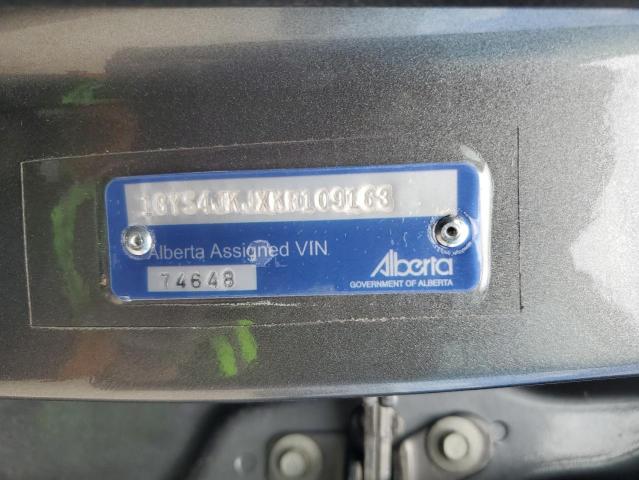 1GYS4JKJXKR109163
Alberta Assigned VIN
74648
Alberta
GOVERNMENT OF ALBERTA